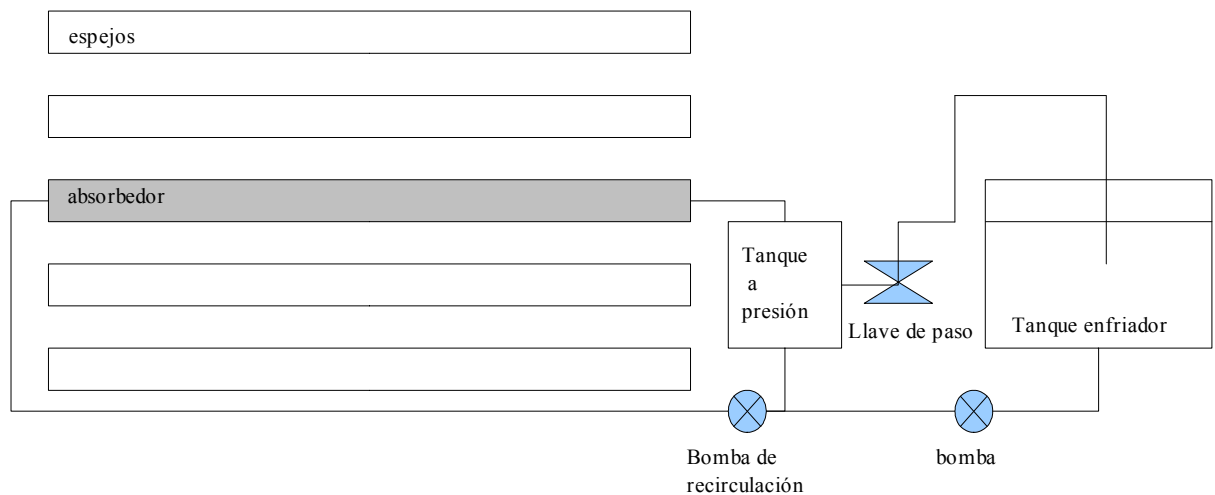 espejos
absorbedor
Tanque
a
presión
Llave de paso
Tanque enfriador
Bomba de
recirculación
bomba